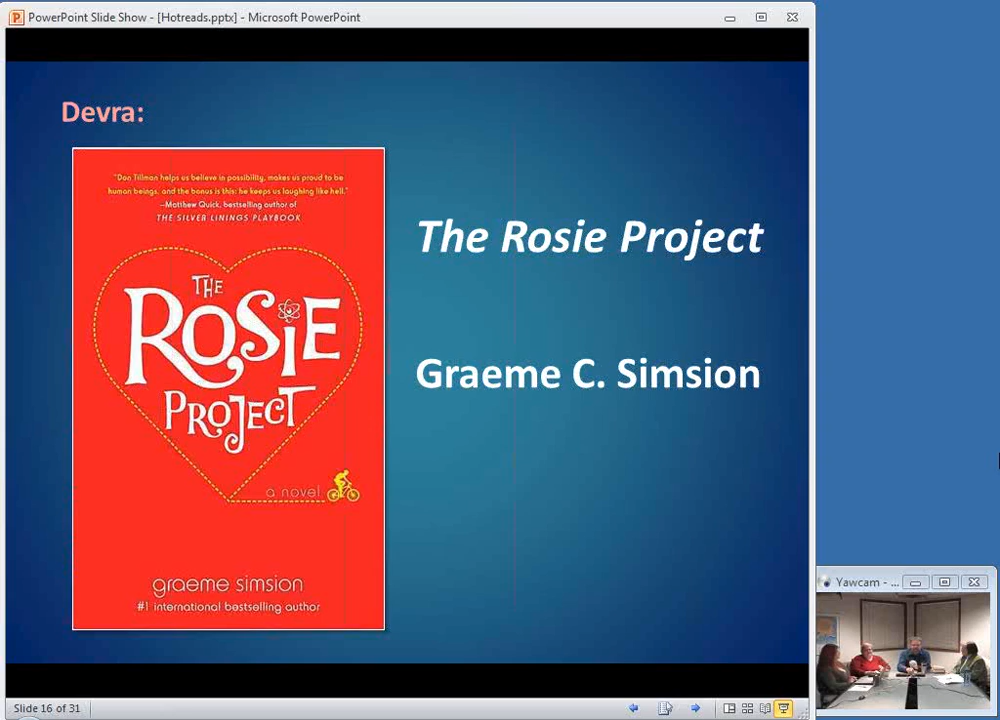 PowerPoint Slide Show - [Hotreads.pptx] - Microsoft PowerPoint
Devra:
"Don Tillman helps us believe in possibility, makes us proud to be
human beings, and the bonus is this: he keeps us laughing like hell."
—Matthew Quick, bestselling author of
THE SILVER LININGS PLAYBOOK
THE
ROSiE
PROJECT
a novel
graeme simsion
#1 international bestselling author
The Rosie Project
Graeme C. Simsion
Yawcam - ...
Slide 16 of 31